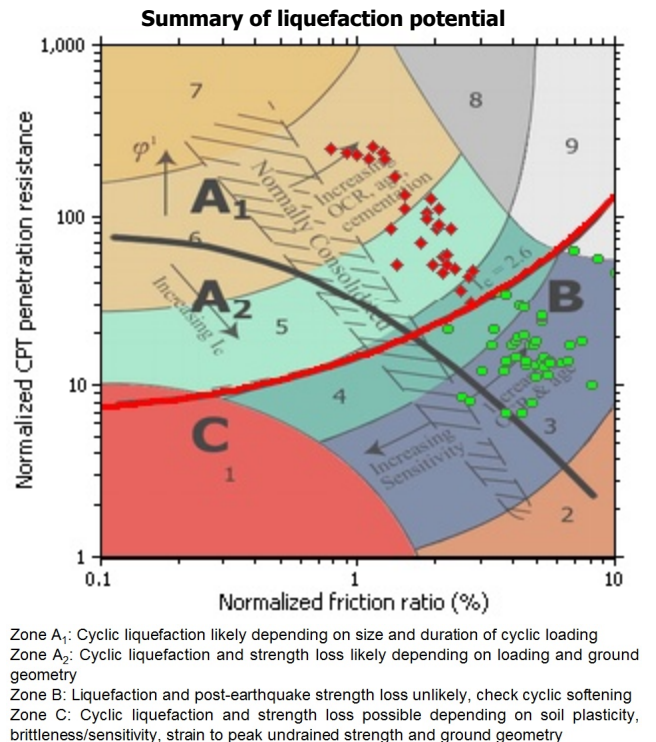 Summary of liquefaction potential
1,000
7
8
9
φ'
Increasing
OCR, age,
cementation
A1
Normally Consolidated
100
6
Ic = 2.6
A2
B
Increasing Ic
5
Increasing
OCR & age
10
4
C
3
Increasing
Sensitivity
1
2
1
0.1
1
10
Normalized CPT penetration resistance
Normalized friction ratio (%)
Zone A1: Cyclic liquefaction likely depending on size and duration of cyclic loading
Zone A2: Cyclic liquefaction and strength loss likely depending on loading and ground
geometry
Zone B: Liquefaction and post-earthquake strength loss unlikely, check cyclic softening
Zone C: Cyclic liquefaction and strength loss possible depending on soil plasticity,
brittleness/sensitivity, strain to peak undrained strength and ground geometry